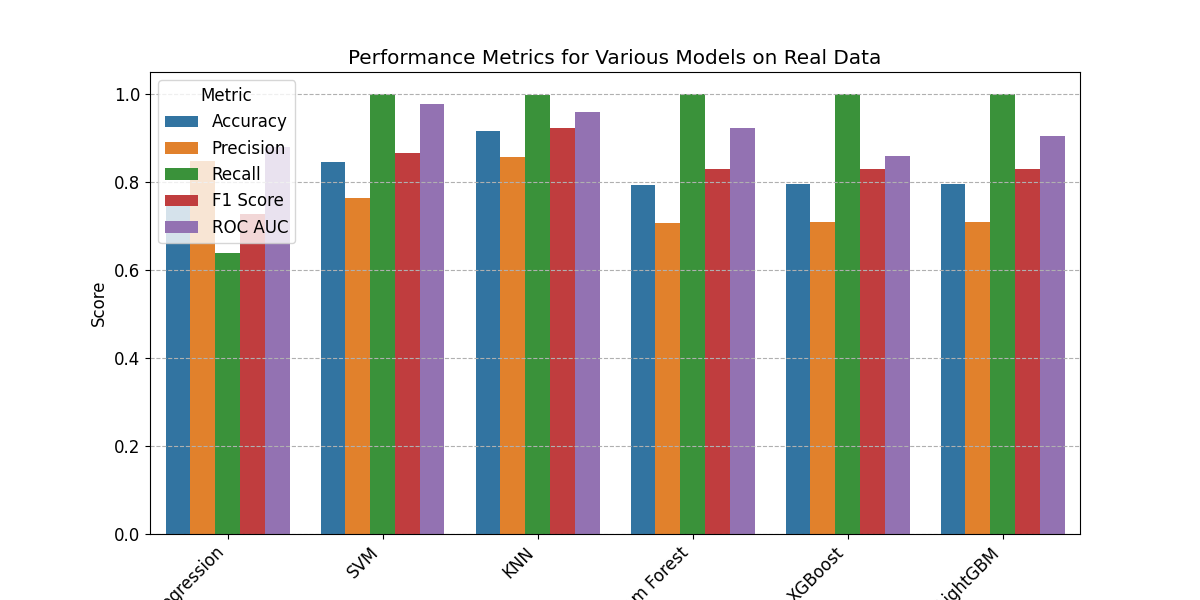 Performance Metrics for Various Models on Real Data
Metric
Accuracy
Precision
Recall
F1 Score
ROC AUC
Score
1.0
0.8
0.6
0.4
0.2
0.0
egression
SVM
KNN
m Forest
XGBoost
ightGBM